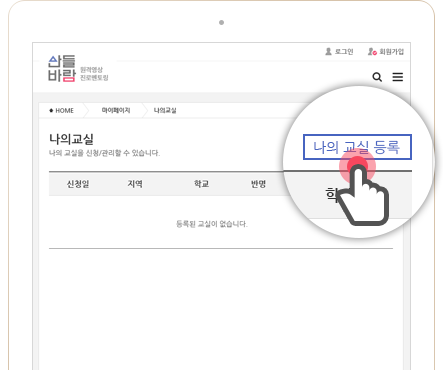 로그인 회원가입
산들
바람 원격영상
진로멘토링
HOME 마이페이지 나의교실
나의교실
나의 교실을 신청/관리할 수 있습니다.
나의 교실 등록
신청일 지역 학교 반명 학
등록된 교실이 없습니다.